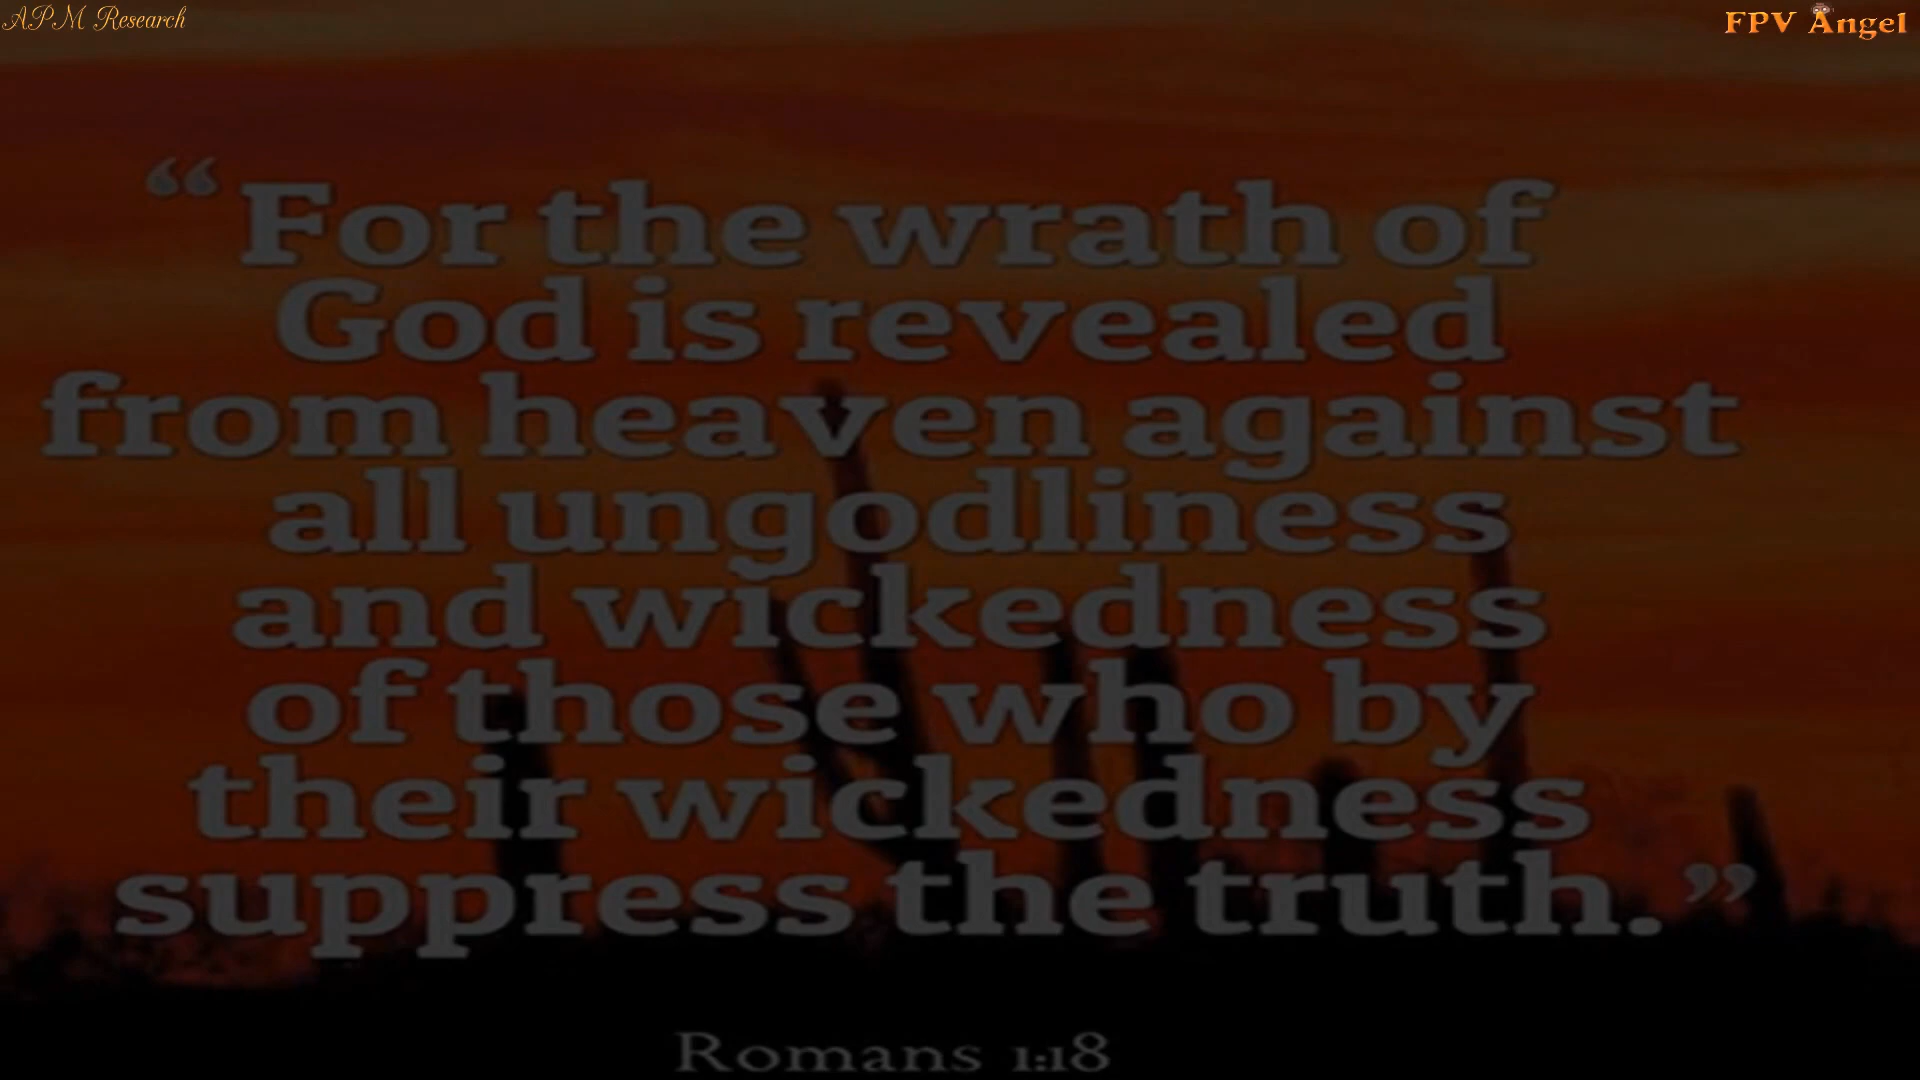 APM Research
FPV Angel
“For the wrath of
God is revealed
from heaven against
all ungodliness
and wickedness
of those who by
their wickedness
suppress the truth.”
Romans 1:18